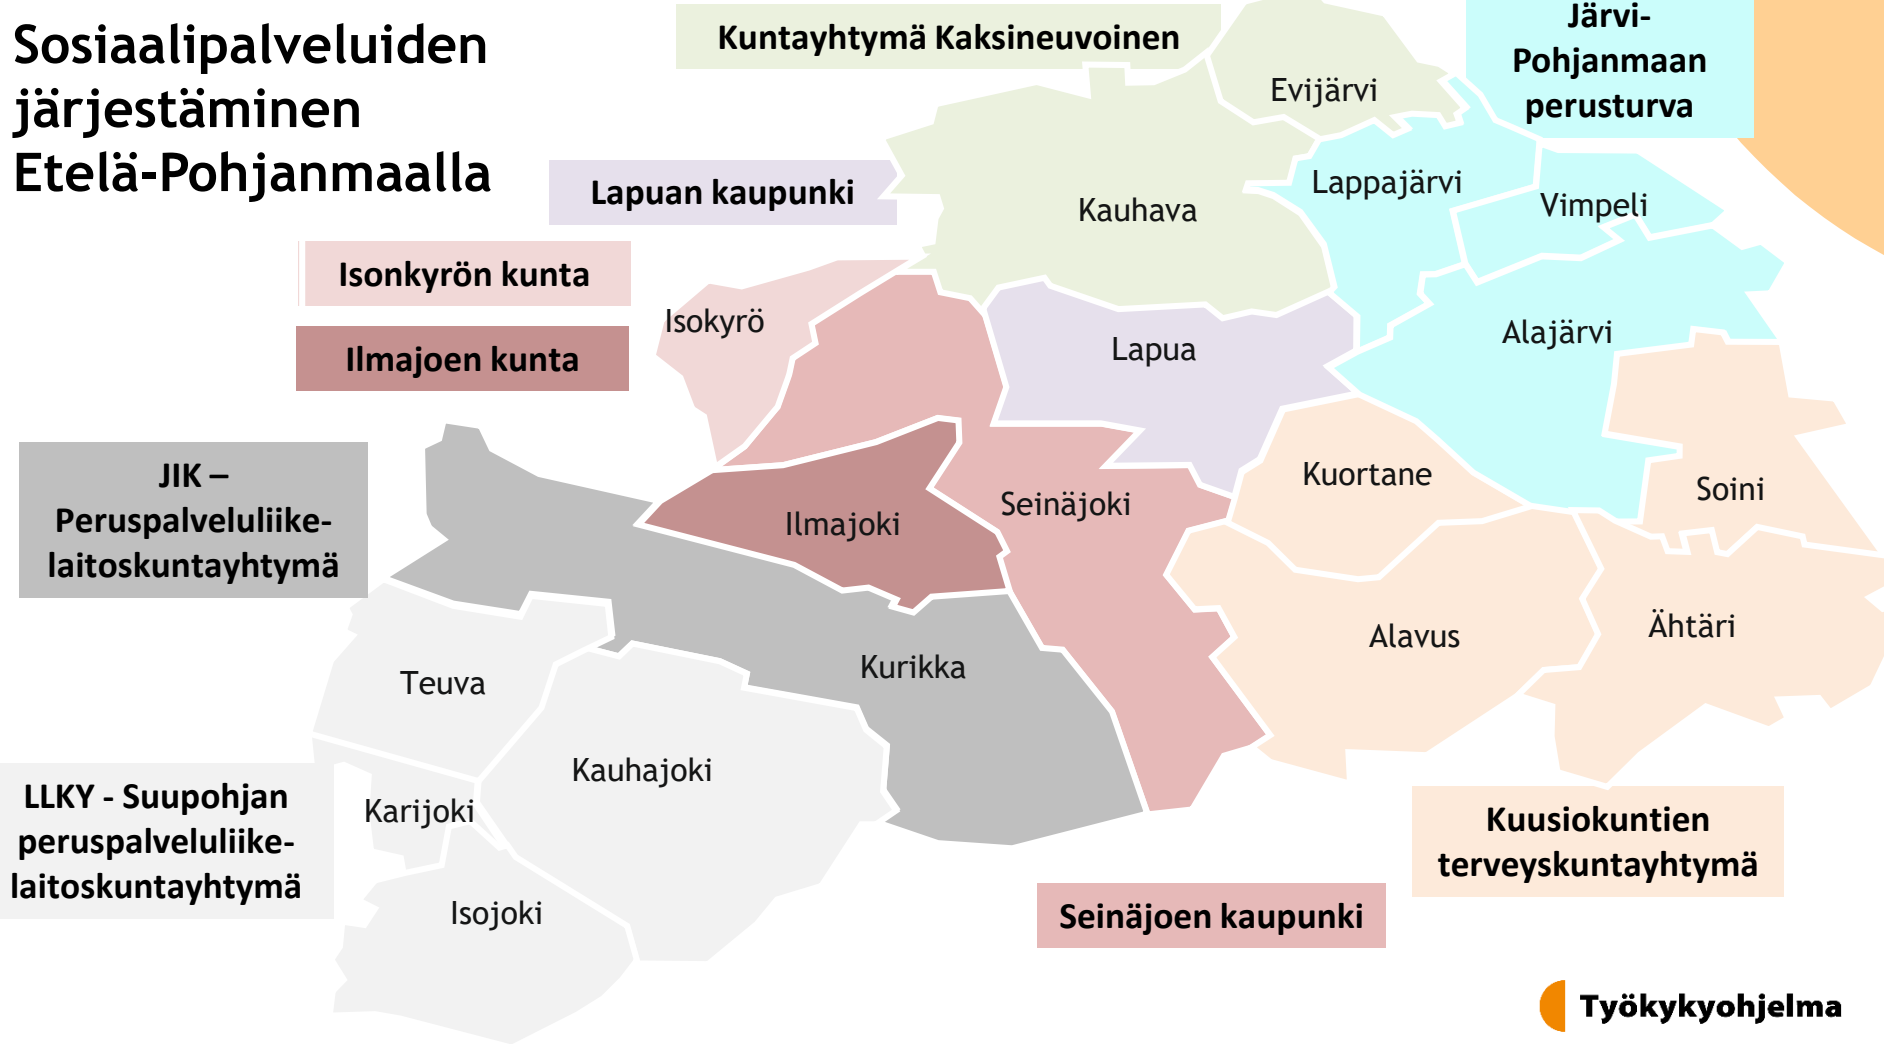 Sosiaalipalveluiden
järjestäminen
Etelä-Pohjanmaalla
Kuntayhtymä Kaksineuvoinen
Järvi-
Pohjanmaan
perusturva
Evijärvi
Lapuan kaupunki
Kauhava
Lappajärvi
Vimpeli
Isonkyrön kunta
Isokyrö
Ilmajoen kunta
Lapua
Alajärvi
JIK –
Peruspalveluliike-
laitoskuntayhtymä
Ilmajoki
Seinäjoki
Kuortane
Soini
Teuva
Kurikka
Alavus
Ähtäri
Kauhajoki
Karijoki
LLKY - Suupohjan
peruspalveluliike-
laitoskuntayhtymä
Isojoki
Kuusiokuntien
terveyskuntayhtymä
Seinäjoen kaupunki
Työkykyohjelma